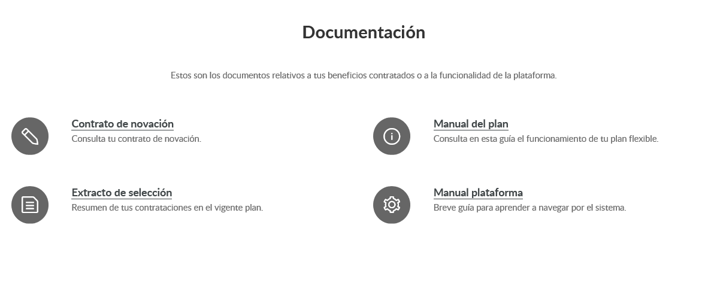 Documentación
Estos son los documentos relativos a tus beneficios contratados o a la funcionalidad de la plataforma.
Contrato de novación
Consulta tu contrato de novación.
Manual del plan
Consulta en esta guía el funcionamiento de tu plan flexible.
Extracto de selección
Resumen de tus contrataciones en el vigente plan.
Manual plataforma
Breve guía para aprender a navegar por el sistema.